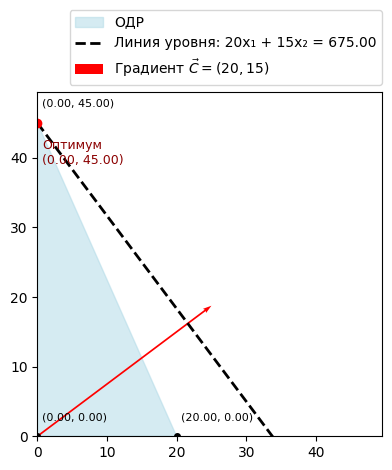 ОДР
Линия уровня: 20x₁ + 15x₂ = 675.00
Градиент C⃗ = (20, 15)
(0.00, 45.00)
Оптимум
(0.00, 45.00)
(0.00, 0.00)
(20.00, 0.00)
40
30
20
10
0
0 10 20 30 40